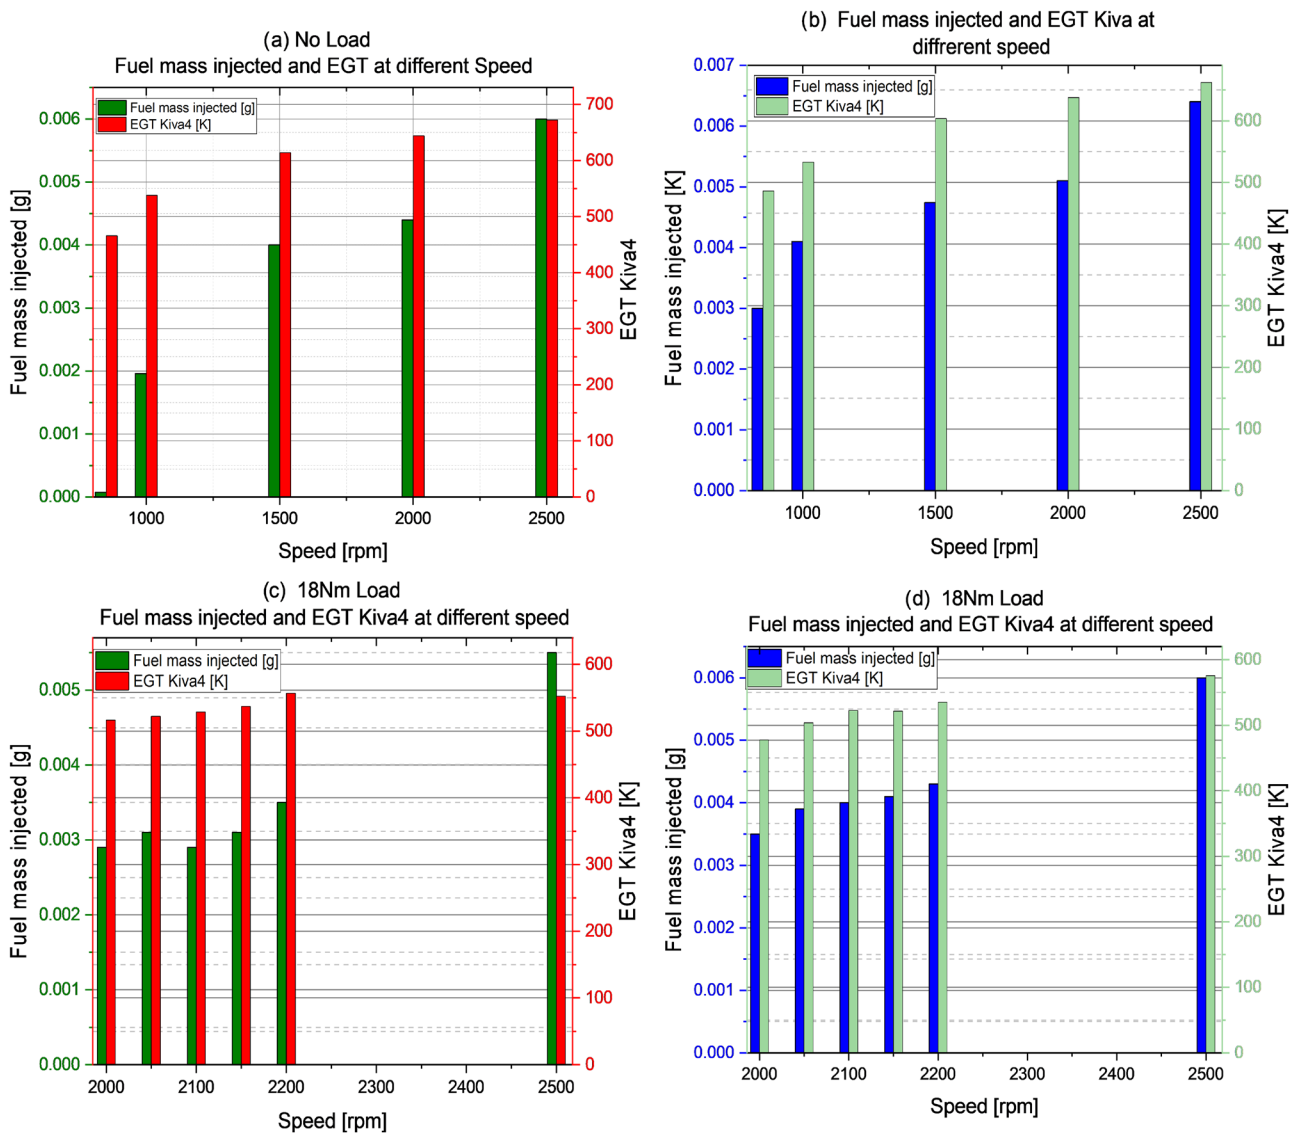 (a) No Load
Fuel mass injected and EGT at different Speed
Fuel mass injected [g]
EGT Kiva4 [K]
0.006
0.005
0.004
0.003
0.002
0.001
0.000
Fuel mass injected [g]
700
600
500
400
300
200
100
0
EGT Kiva4
1000 1500 2000 2500
Speed [rpm]
(b) Fuel mass injected and EGT Kiva at
diffrerent speed
Fuel mass injected [g]
EGT Kiva4 [K]
0.007
0.006
0.005
0.004
0.003
0.002
0.001
0.000
Fuel mass injected [K]
600
500
400
300
200
100
0
EGT Kiva4 [K]
1000 1500 2000 2500
Speed [rpm]
(c) 18Nm Load
Fuel mass injected and EGT Kiva4 at different speed
Fuel mass injected [g]
EGT Kiva4 [K]
0.005
0.004
0.003
0.002
0.001
0.000
Fuel mass injected [g]
600
500
400
300
200
100
0
EGT Kiva4 [K]
2000 2100 2200 2300 2400 2500
Speed [rpm]
(d) 18Nm Load
Fuel mass injected and EGT Kiva4 at different speed
Fuel mass injected [g]
EGT Kiva4 [K]
0.006
0.005
0.004
0.003
0.002
0.001
0.000
Fuel mass injected [g]
600
500
400
300
200
100
0
EGT Kiva4 [K]
2000 2100 2200 2300 2400 2500
Speed [rpm]